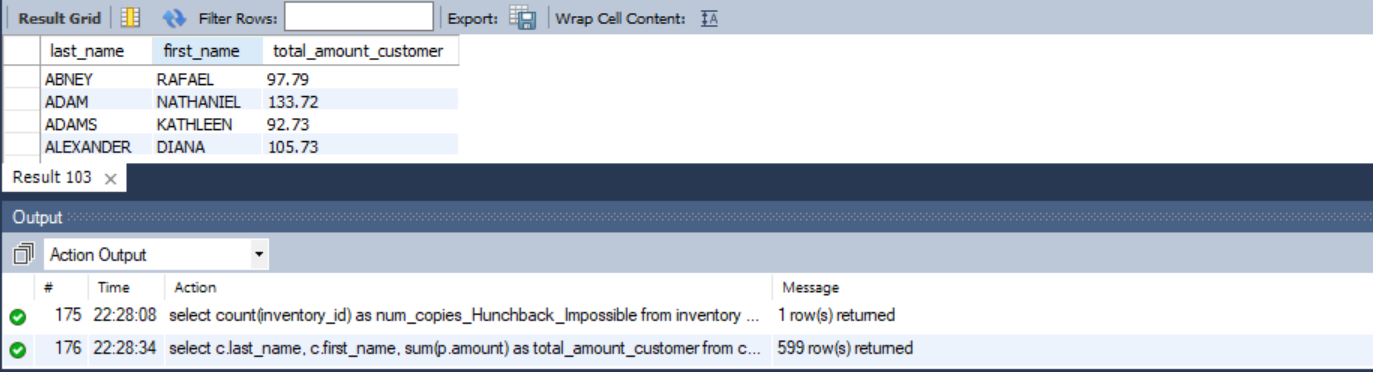 Result Grid Filter Rows: Export: Wrap Cell Content: IA
last_name first_name total_amount_customer
ABNEY RAFAEL 97.79
ADAM NATHANIEL 133.72
ADAMS KATHLEEN 92.73
ALEXANDER DIANA 105.73
Result 103 ×
Output
Action Output
# Time Action Message
175 22:28:08 select count(inventory_id) as num_copies_Hunchback_Impossible from inventory ... 1 row(s) returned
176 22:28:34 select c.last_name, c.first_name, sum(p.amount) as total_amount_customer from c... 599 row(s) returned